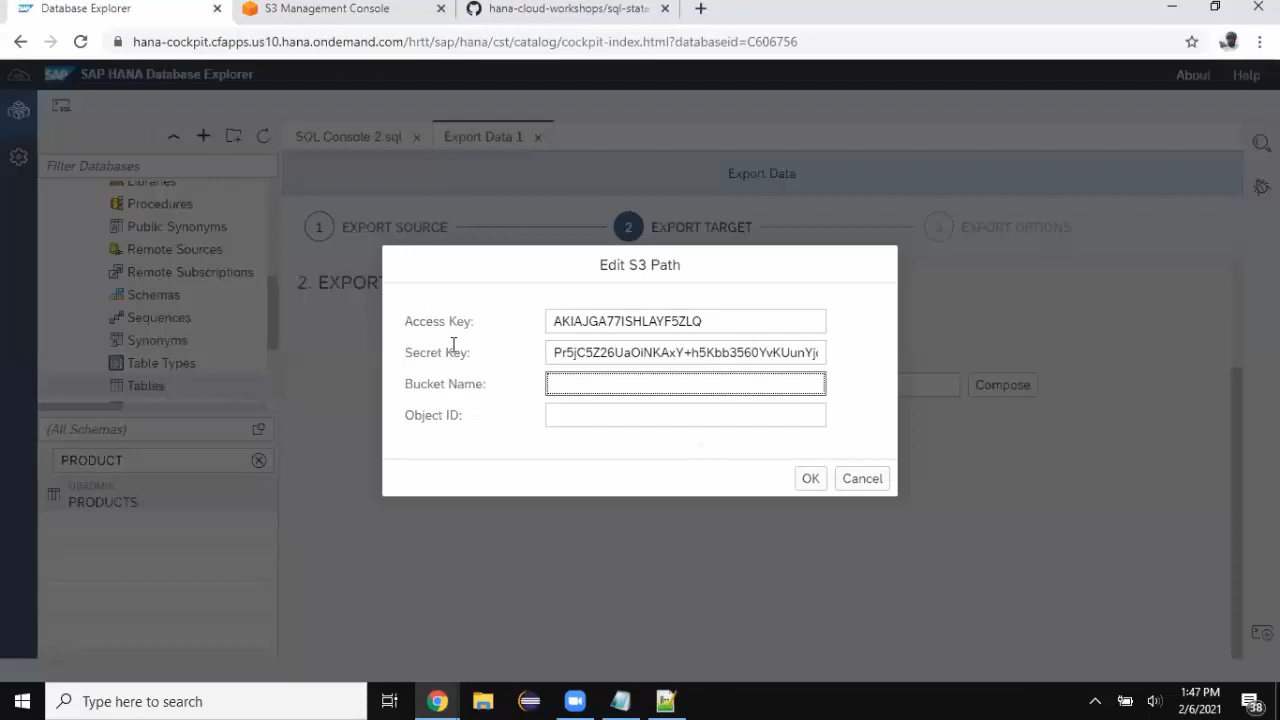 Database Explorer
S3 Management Console
hana-cloud-workshops/sql-state
hana-cockpit.cfapps.us10.hana.ondemand.com/hrtt/sap/hana/cst/catalog/cockpit-index.html?databaseid=C606756
SAP SAP HANA Database Explorer
About Help
SQL
SQL Console 2.sql
Export Data 1
Filter Databases
Export Data
Libraries
Procedures
Public Synonyms
Remote Sources
Remote Subscriptions
Schemas
Sequences
Synonyms
Table Types
Tables
1 EXPORT SOURCE
2 EXPORT TARGET
3 EXPORT OPTIONS
2. EXPOR
Compose
Edit S3 Path
Access Key: AKIAJGA77ISHLAYF5ZLQ
Secret Key: Pr5jC5Z26UaOiNKAxY+h5Kbb3560YvKUunYj
Bucket Name:
Object ID:
OK Cancel
(All Schemas)
PRODUCT
DBADMIN
PRODUCTS
Type here to search
1:47 PM
2/6/2021
38